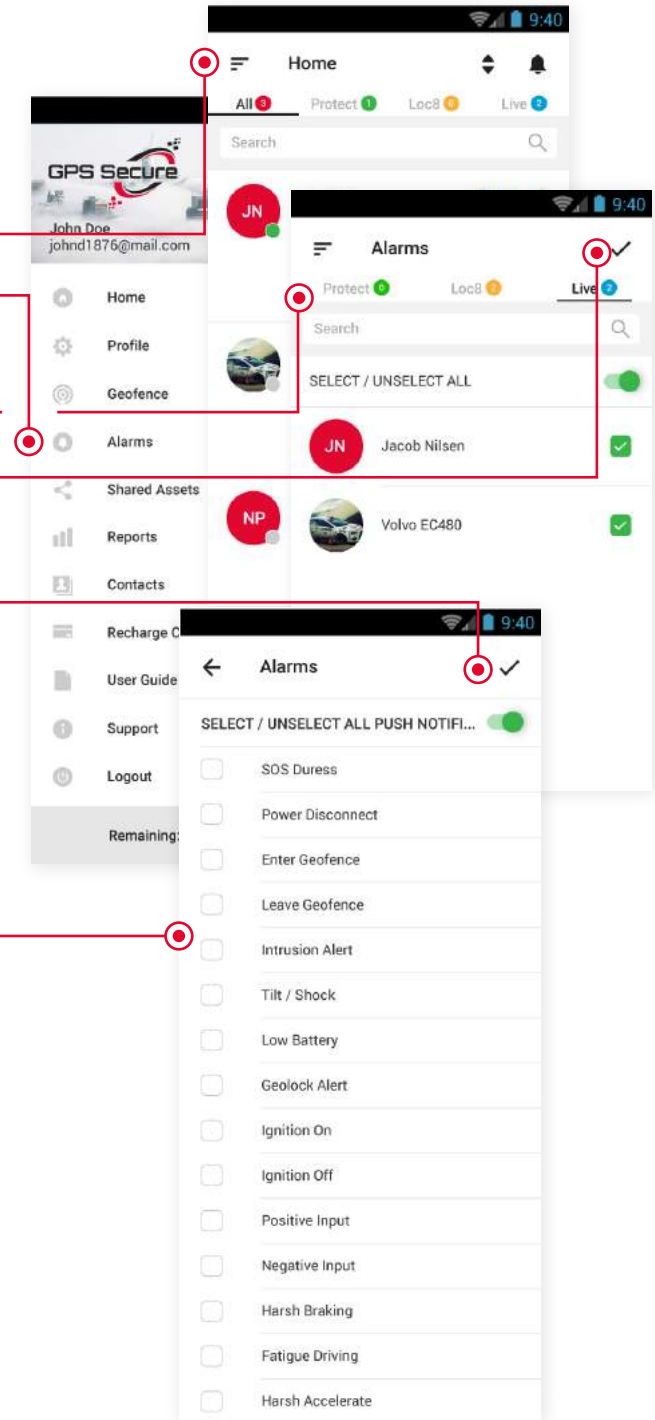 9:40
Home
All 3 Protect 1 Loc8 0 Live 2
Search
JN
NP
GPS Secure
John Doe
johnd1876@mail.com
Home
Profile
Geofence
Alarms
Shared Assets
Reports
Contacts
Recharge C
User Guide
Support
Logout
Remaining:
9:40
Alarms
Protect 0 Loc8 2 Live 2
Search
SELECT / UNSELECT ALL
JN Jacob Nilsen
Volvo EC480
9:40
Alarms
SELECT / UNSELECT ALL PUSH NOTIFI...
SOS Duress
Power Disconnect
Enter Geofence
Leave Geofence
Intrusion Alert
Tilt / Shock
Low Battery
Geolock Alert
Ignition On
Ignition Off
Positive Input
Negative Input
Harsh Braking
Fatigue Driving
Harsh Accelerate